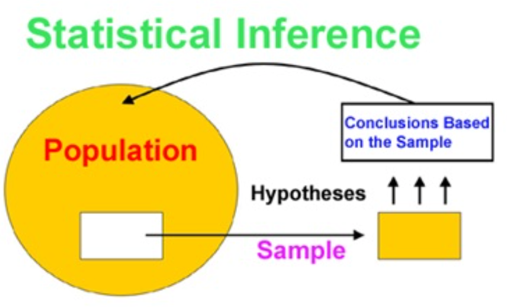 Statistical Inference
Population
Conclusions Based
on the Sample
Hypotheses
Sample